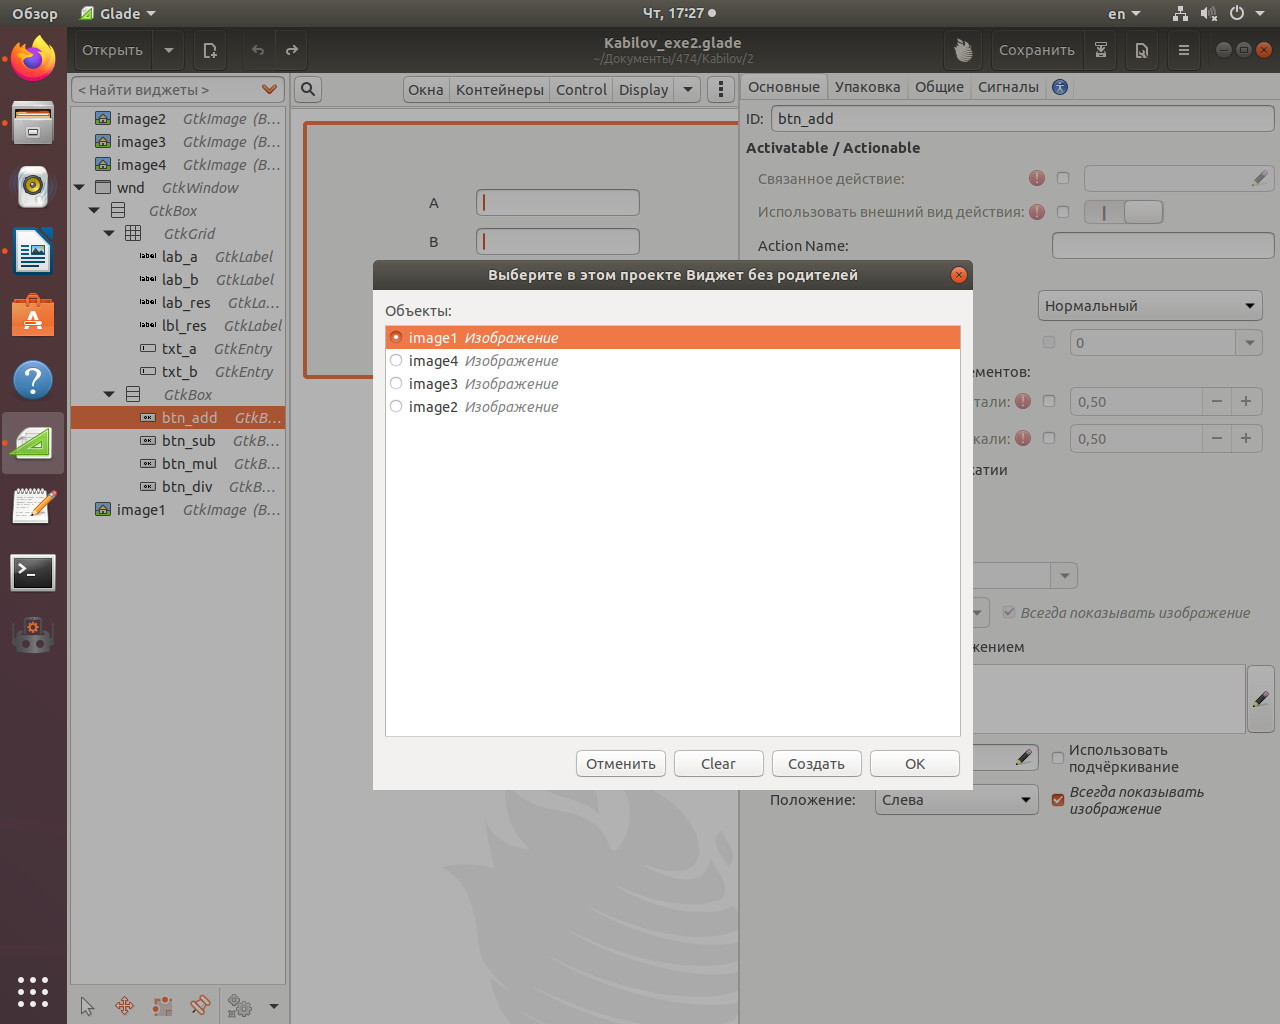 Обзор
Glade
Чт, 17:27
en
Открыть
Kabilov_exe2.glade
~/Документы/474/Kabilov/2
Сохранить
< Найти виджеты >
Окна
Контейнеры
Control
Display
Основные
Упаковка
Общие
Сигналы
image2 GtkImage (B...
image3 GtkImage (B...
image4 GtkImage (B...
wnd GtkWindow
GtkBox
GtkGrid
lab_a GtkLabel
lab_b GtkLabel
lab_res GtkLa...
lbl_res GtkLabel
txt_a GtkEntry
txt_b GtkEntry
GtkBox
btn_add GtkB...
btn_sub GtkB...
btn_mul GtkB...
btn_div GtkB...
image1 GtkImage (B...
A
B
ID:
btn_add
Activatable / Actionable
Связанное действие:
Использовать внешний вид действия:
Action Name:
Нормальный
0
ементов:
тали:
0,50
кали:
0,50
катии
Всегда показывать изображение
жением
Использовать
подчёркивание
Положение:
Слева
Всегда показывать
изображение
Выберите в этом проекте Виджет без родителей
Объекты:
image1 Изображение
image4 Изображение
image3 Изображение
image2 Изображение
Отменить
Clear
Создать
OK